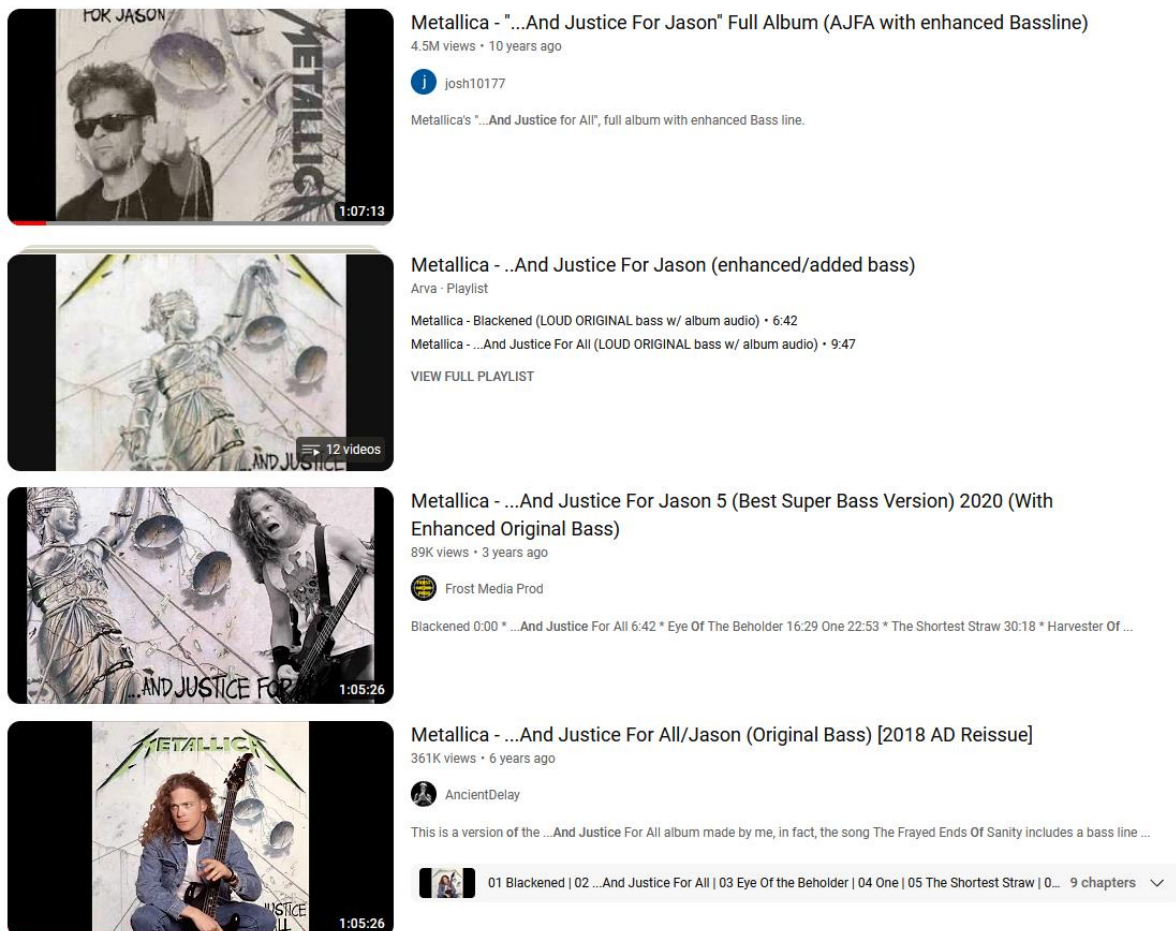 FOR JASON
METALLIC
1:07:13
Metallica - "...And Justice For Jason" Full Album (AJFA with enhanced Bassline)
4.5M views • 10 years ago
j
josh10177
Metallica's "...And Justice for All", full album with enhanced Bass line.
...AND JUSTICE
12 videos
Metallica - ..And Justice For Jason (enhanced/added bass)
Arva · Playlist
Metallica - Blackened (LOUD ORIGINAL bass w/ album audio) • 6:42
Metallica - ...And Justice For All (LOUD ORIGINAL bass w/ album audio) • 9:47
VIEW FULL PLAYLIST
...AND JUSTICE FOR
1:05:26
Metallica - ...And Justice For Jason 5 (Best Super Bass Version) 2020 (With
Enhanced Original Bass)
89K views • 3 years ago
Frost Media Prod
Blackened 0:00 * ...And Justice For All 6:42 * Eye Of The Beholder 16:29 One 22:53 * The Shortest Straw 30:18 * Harvester Of ...
METALLICA
USTICE
LL
1:05:26
Metallica - ...And Justice For All/Jason (Original Bass) [2018 AD Reissue]
361K views • 6 years ago
AncientDelay
This is a version of the ...And Justice For All album made by me, in fact, the song The Frayed Ends Of Sanity includes a bass line ...
01 Blackened | 02 ...And Justice For All | 03 Eye Of the Beholder | 04 One | 05 The Shortest Straw | 0... 9 chapters